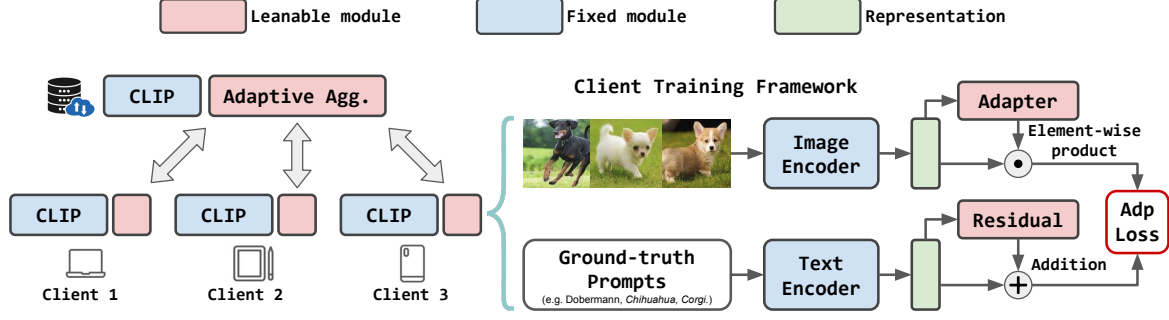 Leanable module
Fixed module
Representation
CLIP
Adaptive Agg.
CLIP
CLIP
CLIP
Client 1
Client 2
Client 3
Client Training Framework
Image
Encoder
Adapter
Element-wise
product
Ground-truth
Prompts
(e.g. Dobermann, Chihuahua, Corgi.)
Text
Encoder
Residual
Addition
Adp
Loss